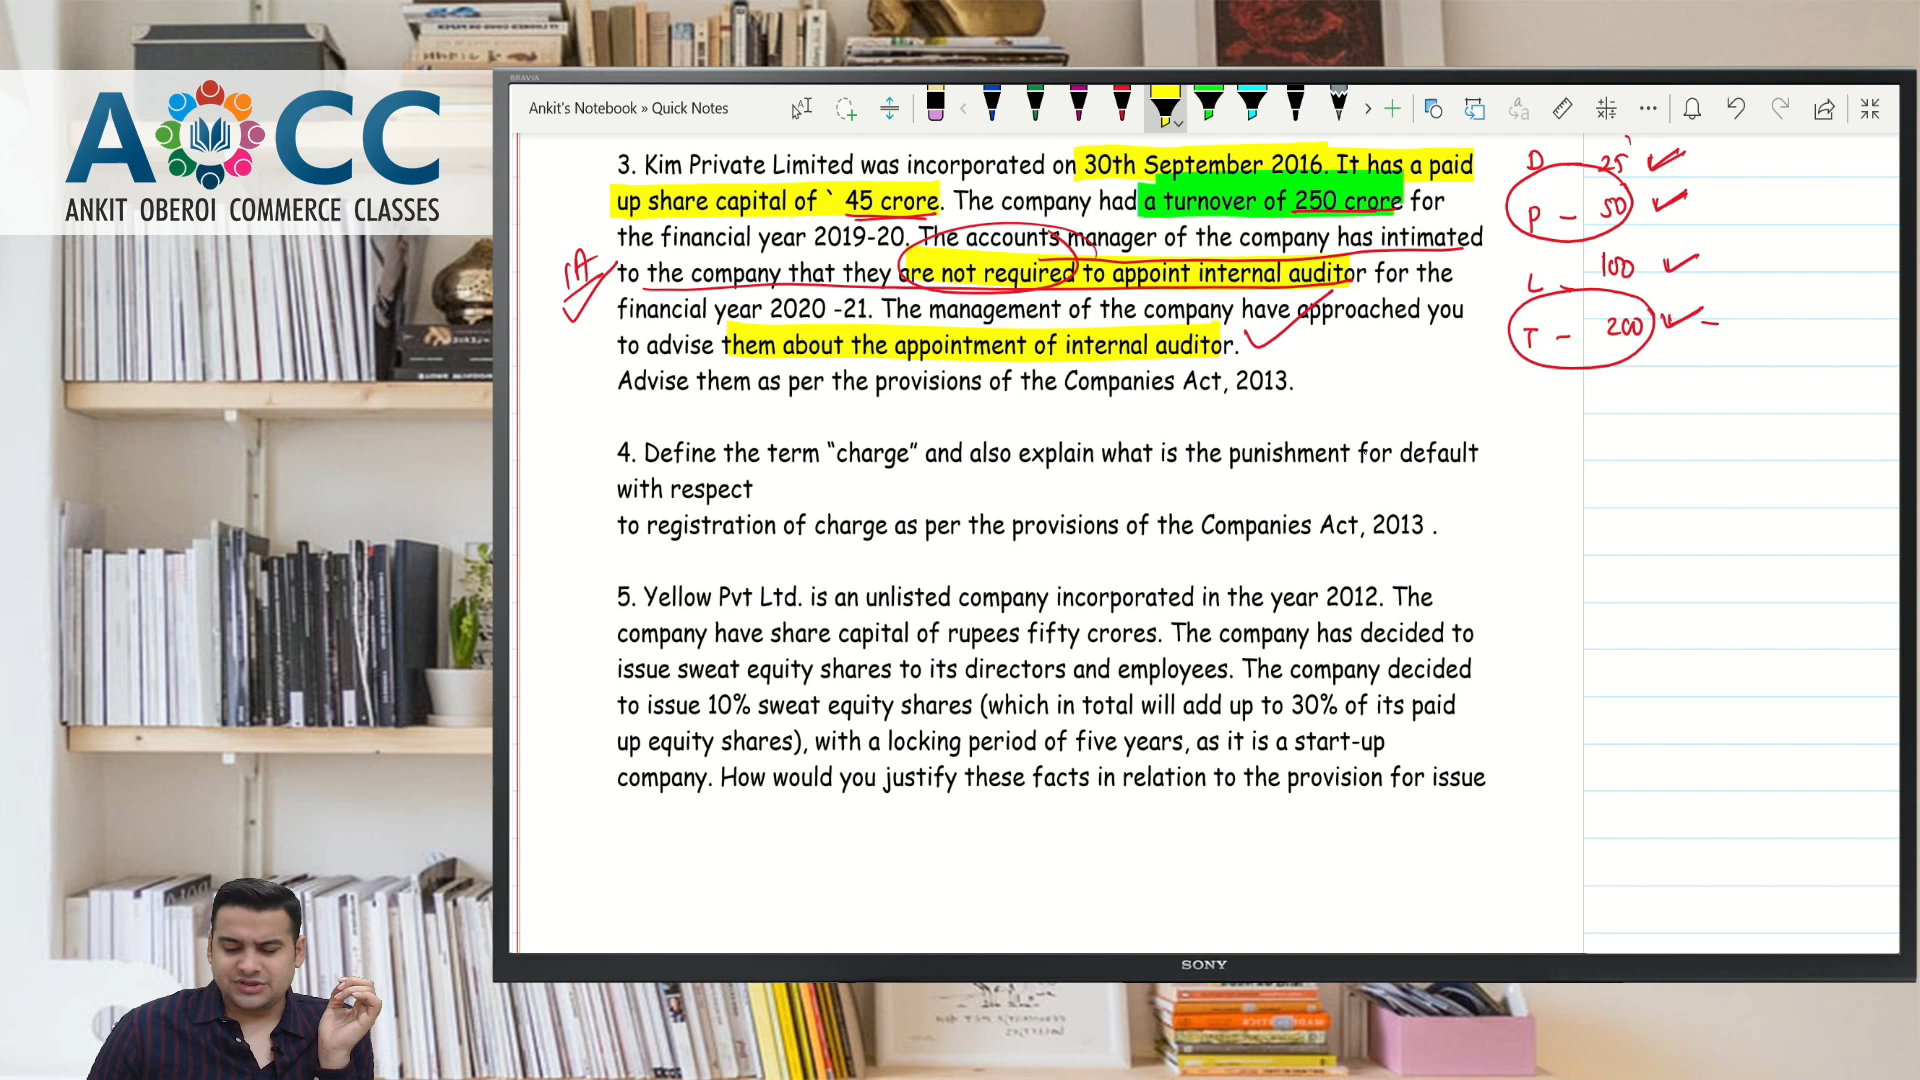 BRAVIA
AOCC
ANKIT OBEROI COMMERCE CLASSES
Ankit's Notebook » Quick Notes
3. Kim Private Limited was incorporated on 30th September 2016. It has a paid
up share capital of ` 45 crore. The company had a turnover of 250 crore for
the financial year 2019-20. The accounts manager of the company has intimated
to the company that they are not required to appoint internal auditor for the
financial year 2020 -21. The management of the company have approached you
to advise them about the appointment of internal auditor.
Advise them as per the provisions of the Companies Act, 2013.
IA
D 25
P - 50
L - 100
T - 200
4. Define the term “charge” and also explain what is the punishment for default
with respect
to registration of charge as per the provisions of the Companies Act, 2013 .
5. Yellow Pvt Ltd. is an unlisted company incorporated in the year 2012. The
company have share capital of rupees fifty crores. The company has decided to
issue sweat equity shares to its directors and employees. The company decided
to issue 10% sweat equity shares (which in total will add up to 30% of its paid
up equity shares), with a locking period of five years, as it is a start-up
company. How would you justify these facts in relation to the provision for issue
SONY